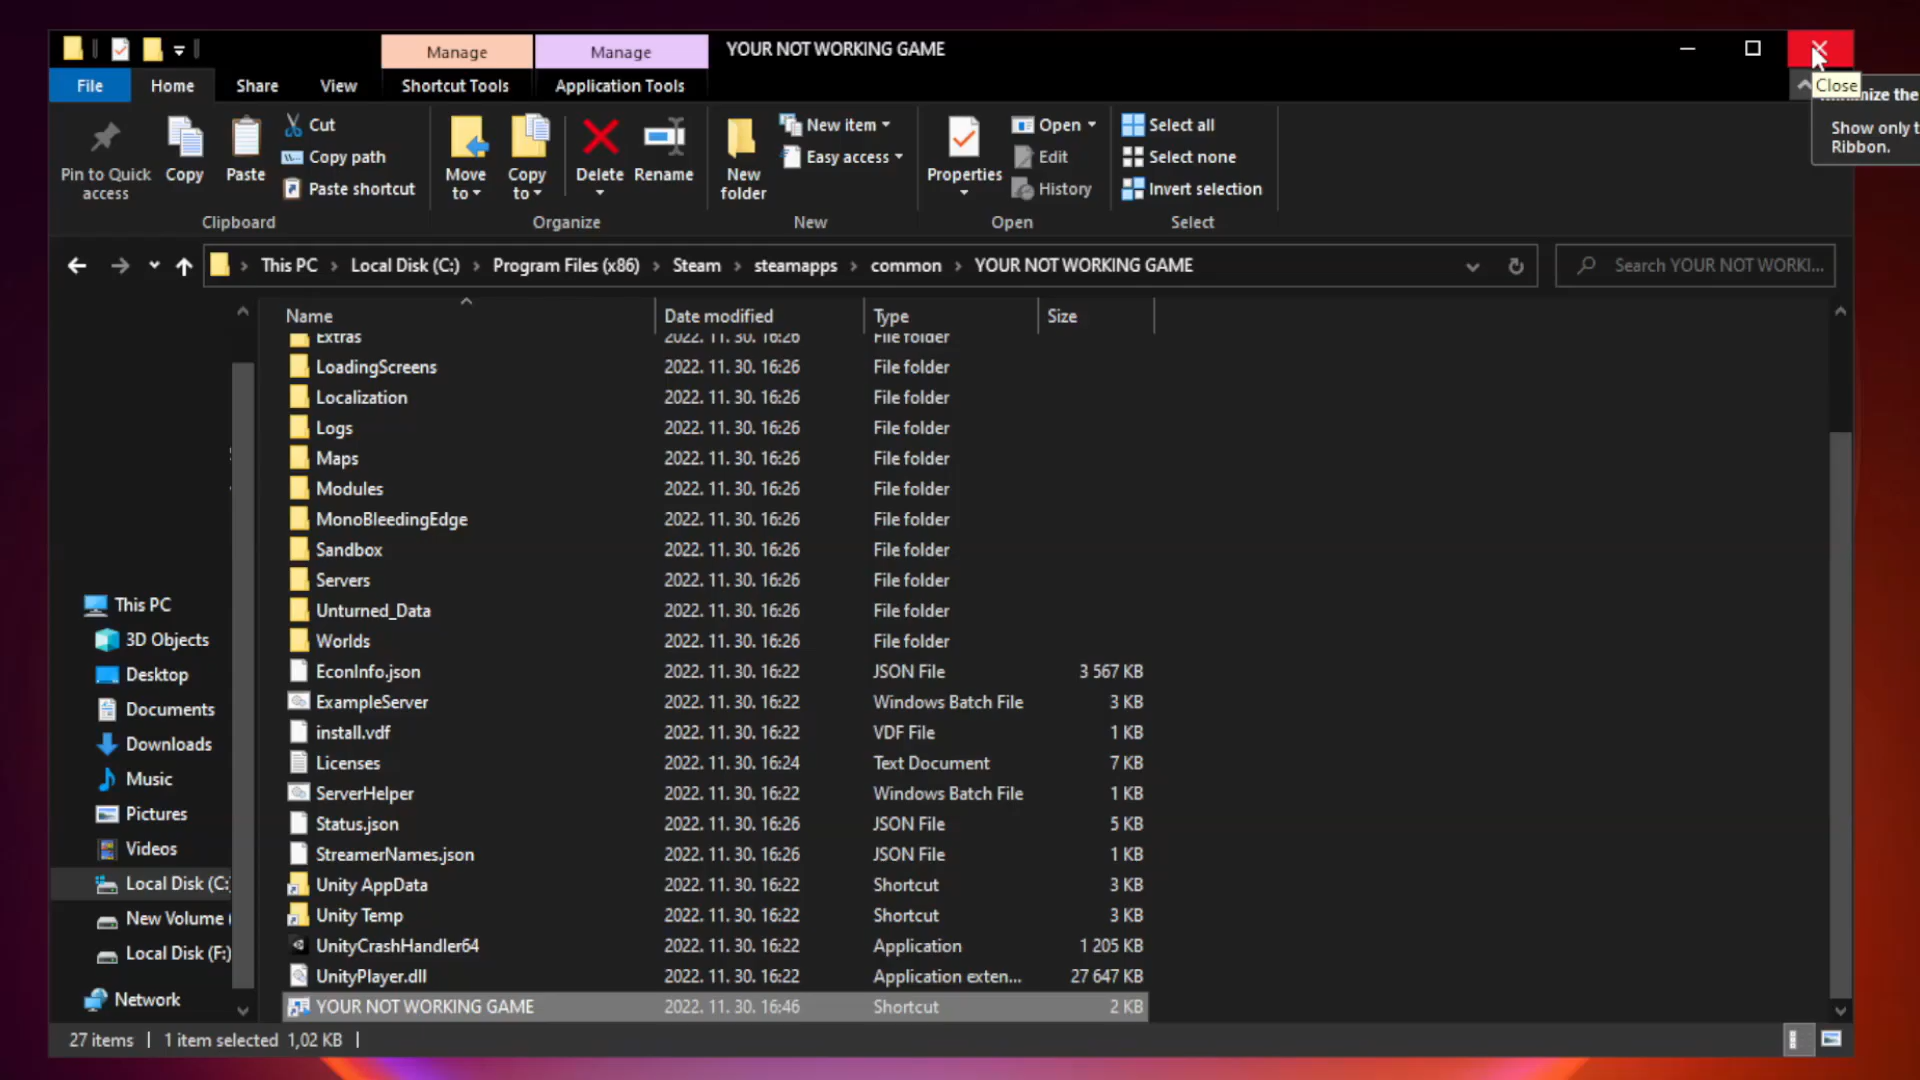 Manage
Manage
YOUR NOT WORKING GAME
Close
File
Home
Share
View
Shortcut Tools
Application Tools
the
Show only t
Ribbon.
Pin to Quick
access
Copy
Paste
Cut
Copy path
Paste shortcut
Clipboard
Move
to
Copy
to
Delete
Rename
Organize
New
folder
New item
Easy access
New
Properties
Open
Edit
History
Open
Select all
Select none
Invert selection
Select
This PC
Local Disk (C:)
Program Files (x86)
Steam
steamapps
common
YOUR NOT WORKING GAME
Search YOUR NOT WORKI...
Name Date modified Type Size
Extras 2022. 11. 30. 16:26 File folder
LoadingScreens 2022. 11. 30. 16:26 File folder
Localization 2022. 11. 30. 16:26 File folder
Logs 2022. 11. 30. 16:26 File folder
Maps 2022. 11. 30. 16:26 File folder
Modules 2022. 11. 30. 16:26 File folder
MonoBleedingEdge 2022. 11. 30. 16:26 File folder
Sandbox 2022. 11. 30. 16:26 File folder
Servers 2022. 11. 30. 16:26 File folder
Unturned_Data 2022. 11. 30. 16:26 File folder
Worlds 2022. 11. 30. 16:26 File folder
EconInfo.json 2022. 11. 30. 16:22 JSON File 3 567 KB
ExampleServer 2022. 11. 30. 16:22 Windows Batch File 3 KB
install.vdf 2022. 11. 30. 16:22 VDF File 1 KB
Licenses 2022. 11. 30. 16:24 Text Document 7 KB
ServerHelper 2022. 11. 30. 16:22 Windows Batch File 1 KB
Status.json 2022. 11. 30. 16:26 JSON File 5 KB
StreamerNames.json 2022. 11. 30. 16:26 JSON File 1 KB
Unity AppData 2022. 11. 30. 16:22 Shortcut 3 KB
Unity Temp 2022. 11. 30. 16:22 Shortcut 3 KB
UnityCrashHandler64 2022. 11. 30. 16:22 Application 1 205 KB
UnityPlayer.dll 2022. 11. 30. 16:22 Application exten... 27 647 KB
YOUR NOT WORKING GAME 2022. 11. 30. 16:46 Shortcut 2 KB
This PC
3D Objects
Desktop
Documents
Downloads
Music
Pictures
Videos
Local Disk (C:
New Volume (
Local Disk (F:)
Network
27 items 1 item selected 1,02 KB